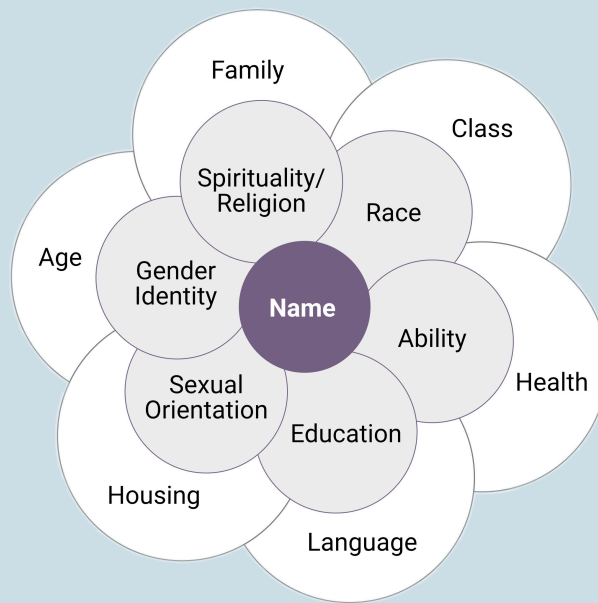 Family
Class
Spirituality/
Religion
Race
Age
Gender
Identity
Name
Ability
Health
Sexual
Orientation
Education
Housing
Language